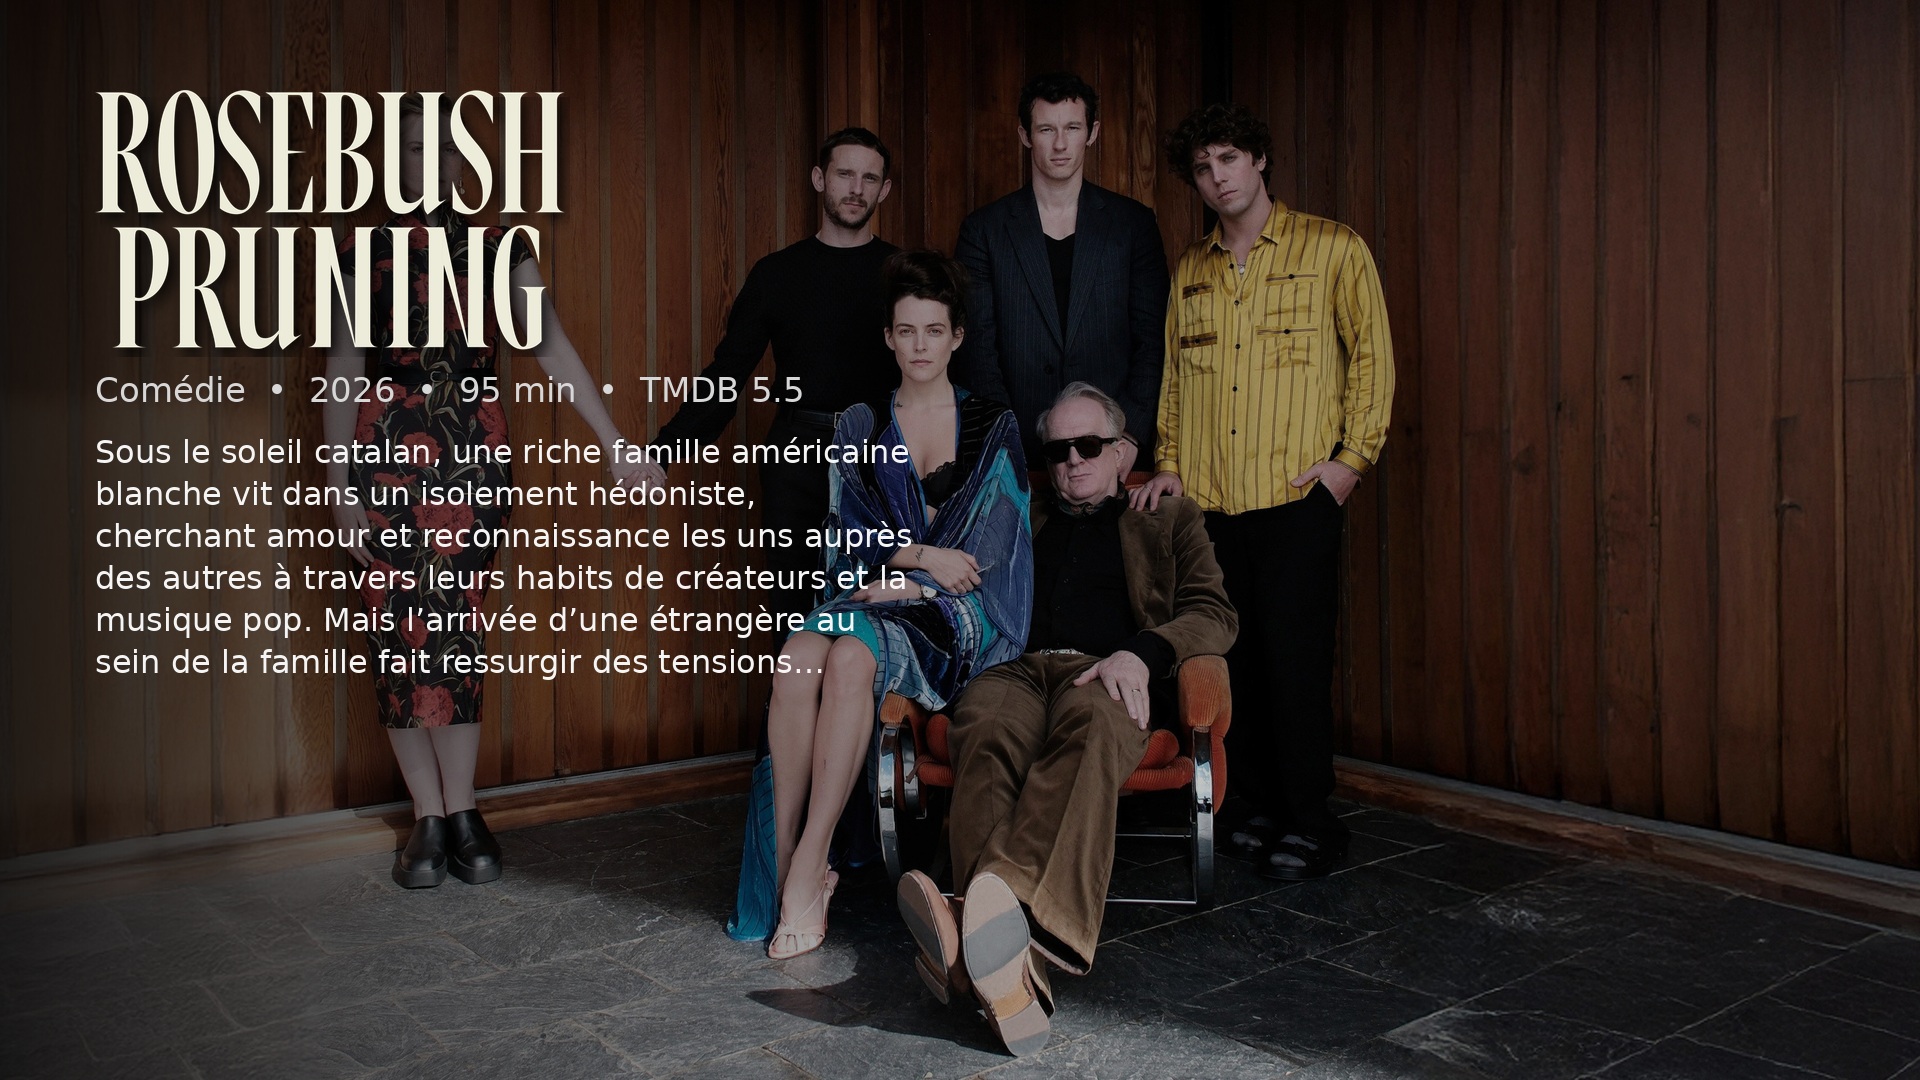 ROSEBUSH
PRUNING
Comédie • 2026 • 95 min • TMDB 5.5
Sous le soleil catalan, une riche famille américaine
blanche vit dans un isolement hédoniste,
cherchant amour et reconnaissance les uns auprès
des autres à travers leurs habits de créateurs et la
musique pop. Mais l’arrivée d’une étrangère au
sein de la famille fait ressurgir des tensions…